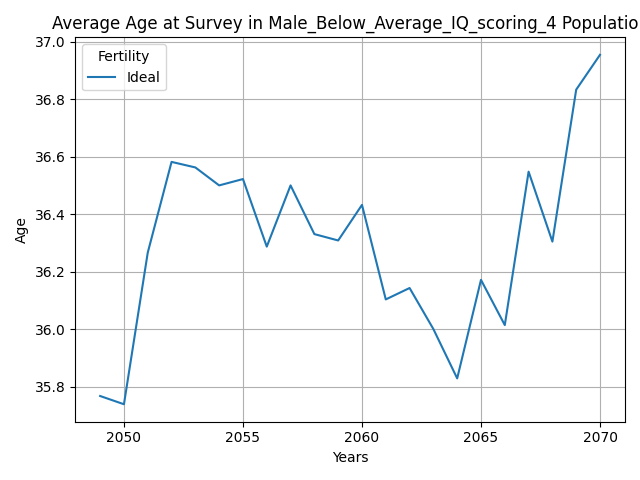 Average Age at Survey in Male_Below_Average_IQ_scoring_4 Populatio
37.0
36.8
36.6
36.4
36.2
36.0
35.8
Age
Fertility
Ideal
2050 2055 2060 2065 2070
Years